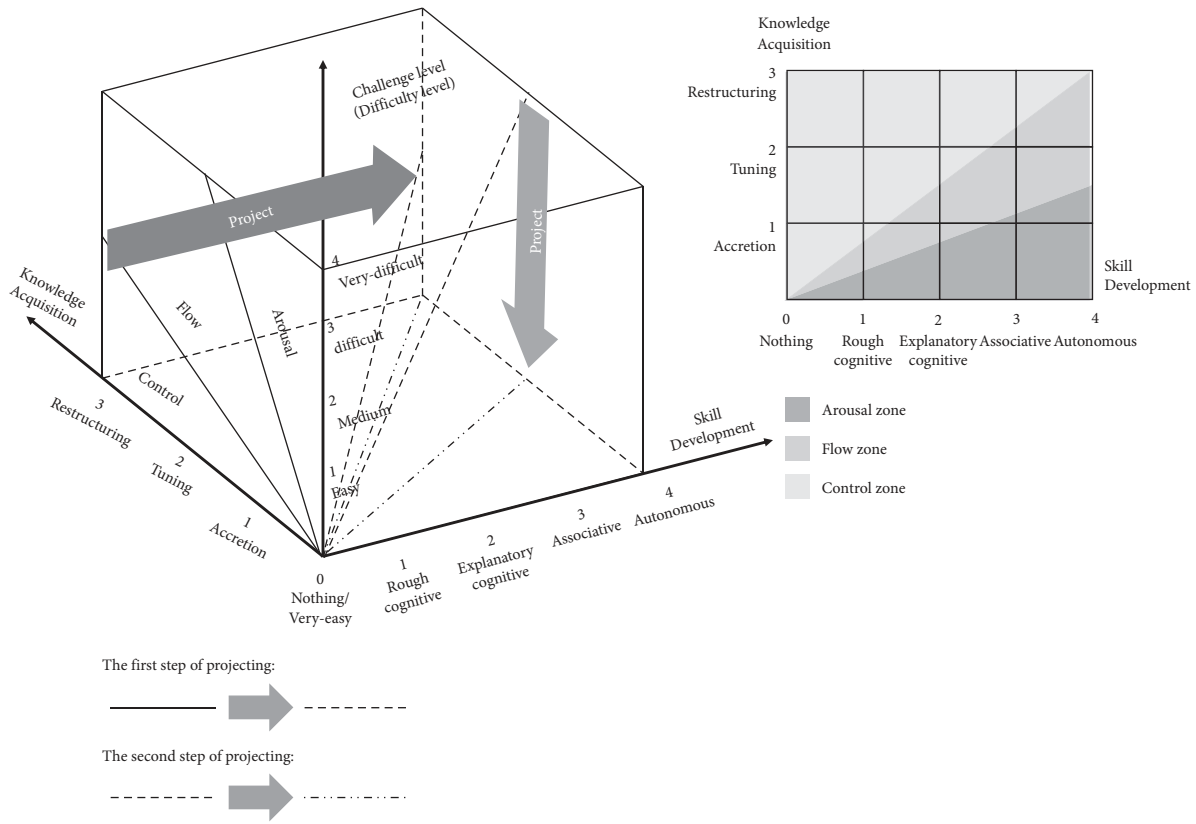 Challenge level
(Difficulty level)
Project
Project
Knowledge
Acquisition
Flow
Arousal
Control
4
Very-difficult
3
difficult
2
Medium
1
Easy
3
Restructuring
2
Tuning
1
Accretion
0
Nothing/
Very-easy
1
Rough
cognitive
2
Explanatory
cognitive
3
Associative
4
Autonomous
Skill
Development
Knowledge
Acquisition
3
Restructuring
2
Tuning
1
Accretion
Skill
Development
0 1 2 3 4
Nothing Rough Explanatory Associative Autonomous
cognitive cognitive
Arousal zone
Flow zone
Control zone
The first step of projecting:
The second step of projecting: